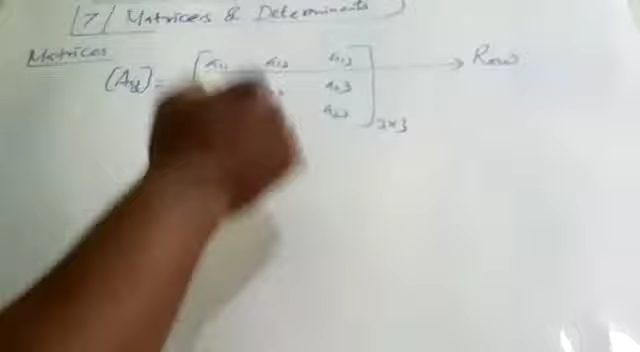 7 Matrices & Determinants
Matrices
[Aij] = a11 a12 a13 → Row
a23
a33
3×3